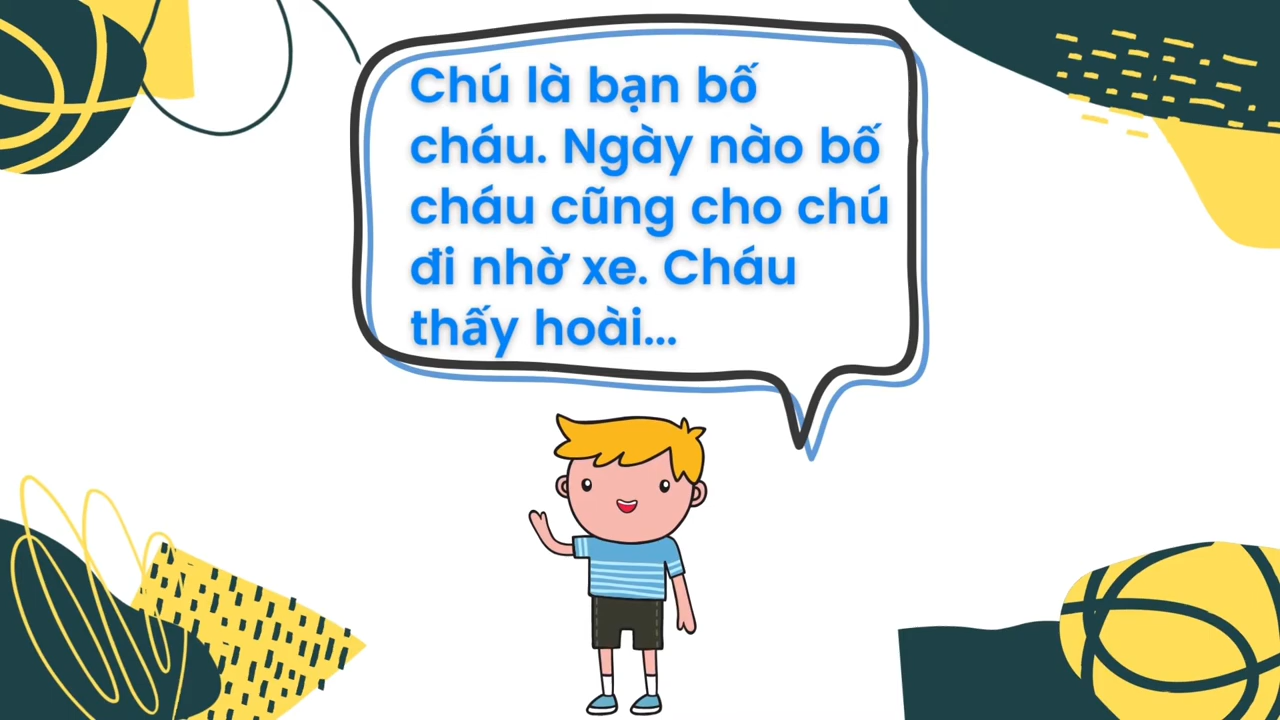 Chú là bạn bố
cháu. Ngày nào bố
cháu cũng cho chú
đi nhờ xe. Cháu
thấy hoài...